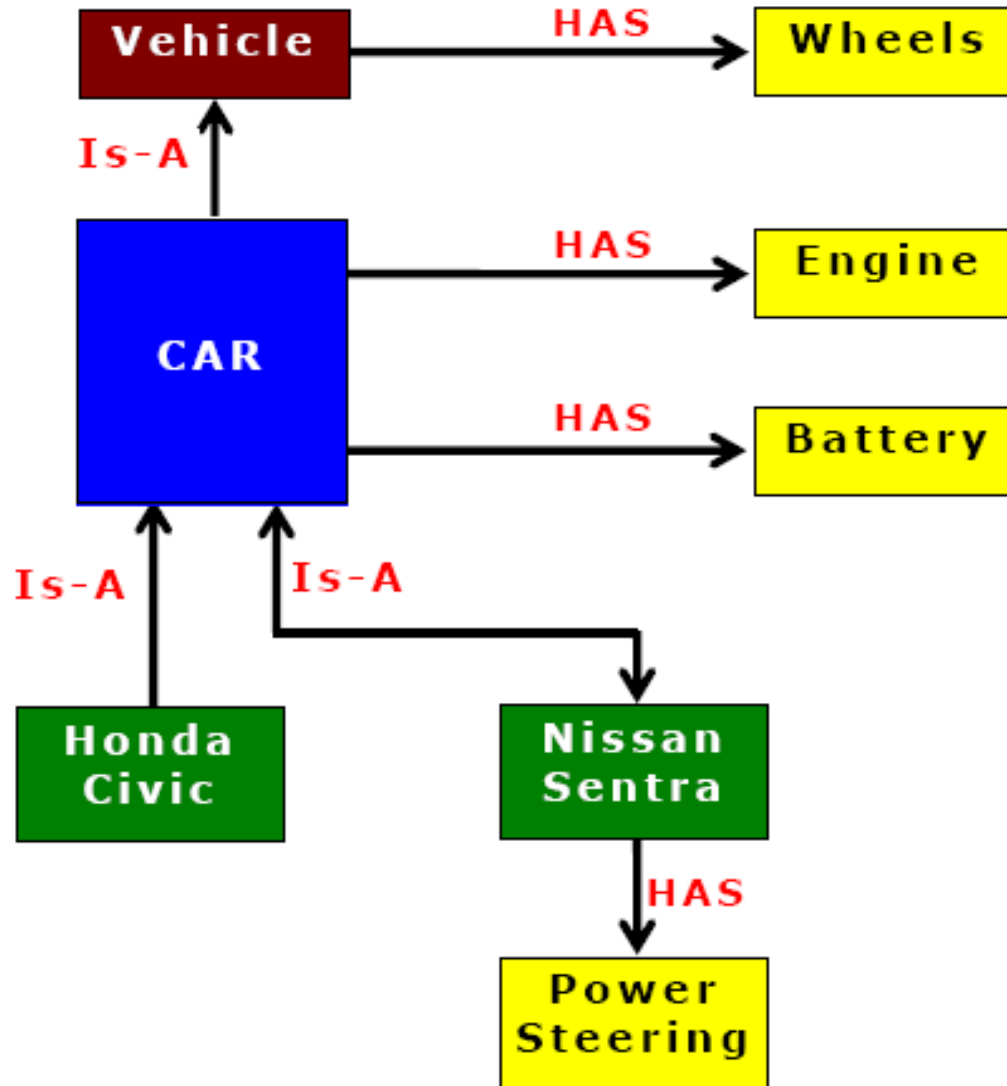 Vehicle
HAS
Wheels
Is-A
CAR
HAS
Engine
HAS
Battery
Is-A
Is-A
Honda
Civic
Nissan
Sentra
HAS
Power
Steering